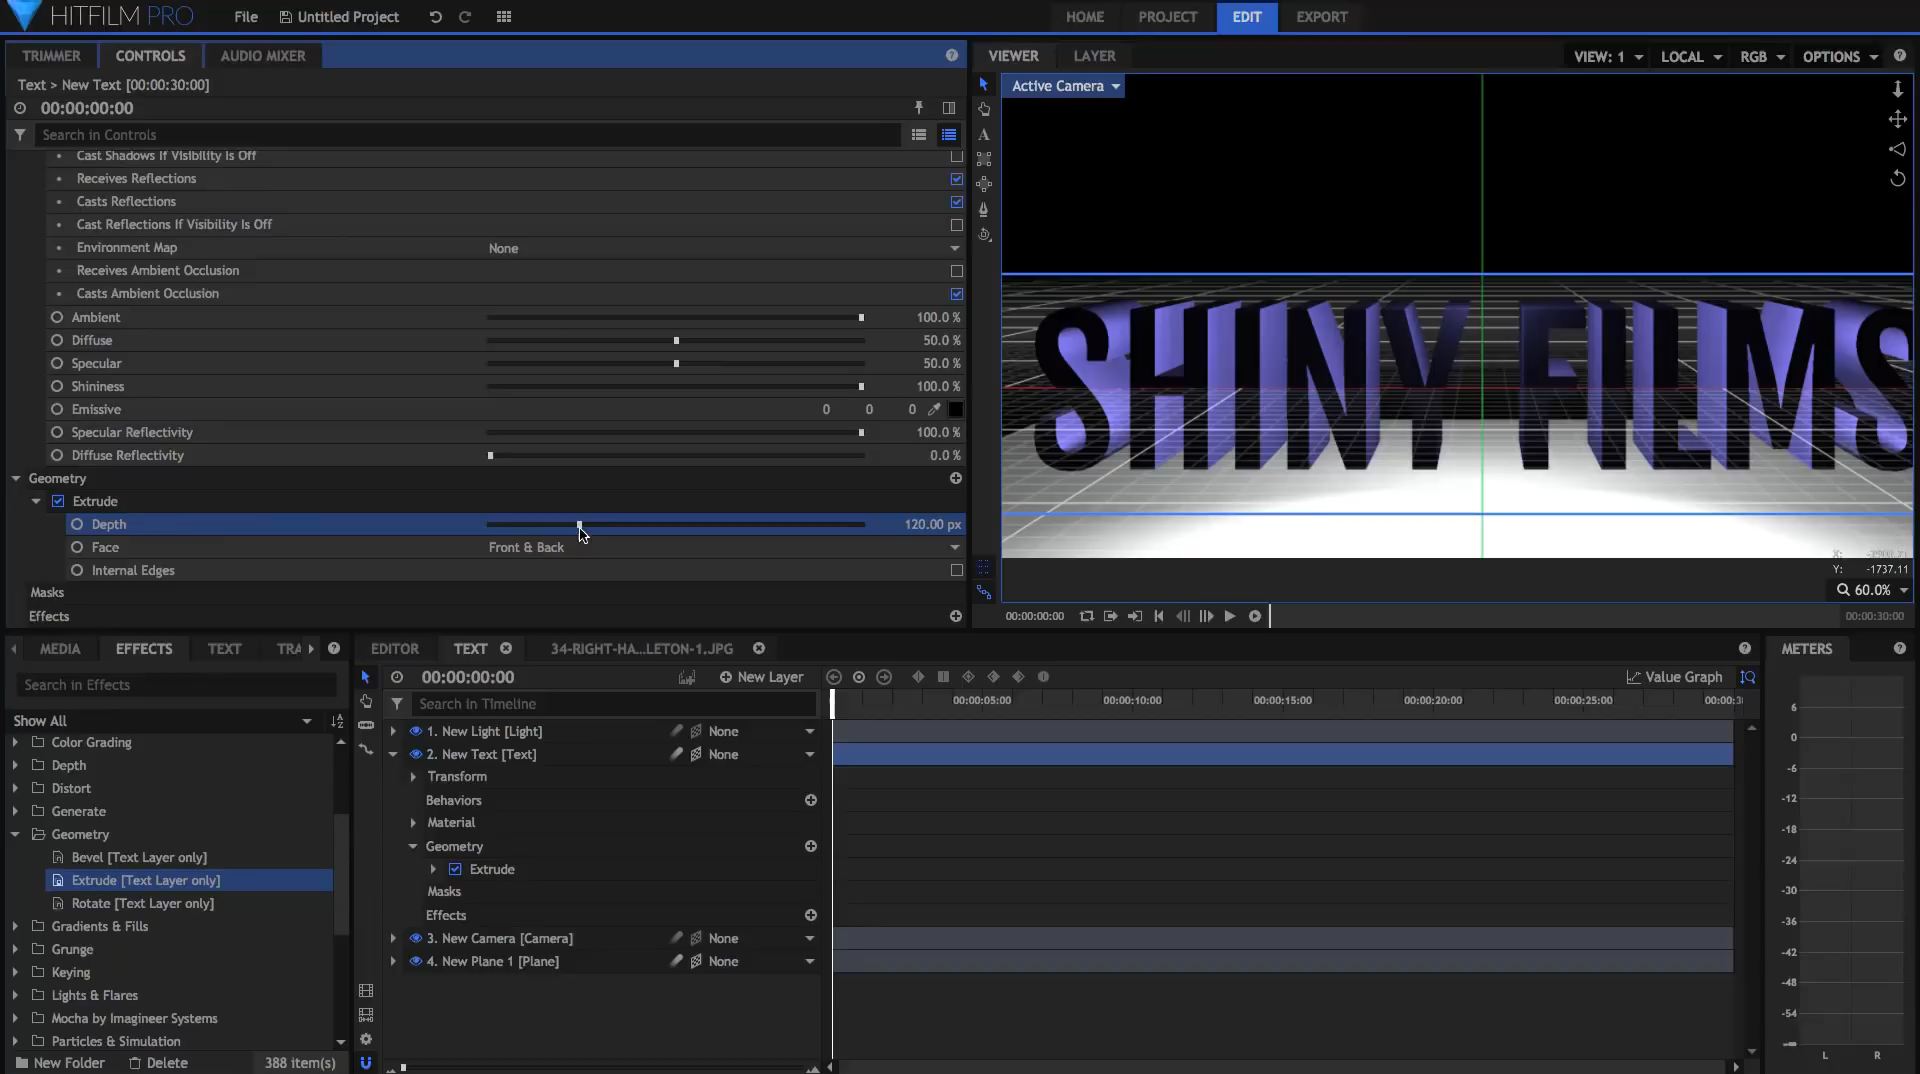 HITFILM PRO File Untitled Project HOME PROJECT EDIT EXPORT
TRIMMER CONTROLS AUDIO MIXER
Text > New Text [00:00:30:00]
00:00:00:00
Search in Controls
Cast Shadows If Visibility Is Off
Receives Reflections
Casts Reflections
Cast Reflections If Visibility Is Off
Environment Map None
Receives Ambient Occlusion
Casts Ambient Occlusion
Ambient 100.0 %
Diffuse 50.0 %
Specular 50.0 %
Shininess 100.0 %
Emissive 0 0 0
Specular Reflectivity 100.0 %
Diffuse Reflectivity 0.0 %
Geometry
Extrude
Depth 120.00 px
Face Front & Back
Internal Edges
Masks
Effects
VIEWER LAYER VIEW: 1 LOCAL RGB OPTIONS
Active Camera
SHINY FILMS
Y: -1737.11
60.0%
00:00:00:00 00:00:30:00
MEDIA EFFECTS TEXT TRA
Search in Effects
Show All
Color Grading
Depth
Distort
Generate
Geometry
Bevel [Text Layer only]
Extrude [Text Layer only]
Rotate [Text Layer only]
Gradients & Fills
Grunge
Keying
Lights & Flares
Mocha by Imagineer Systems
Particles & Simulation
New Folder Delete 388 item(s)
EDITOR TEXT 34-RIGHT-HA...LETON-1.JPG
00:00:00:00 New Layer Value Graph
Search in Timeline
00:00:05:00 00:00:10:00 00:00:15:00 00:00:20:00 00:00:25:00 00:00:3
1. New Light [Light] None
2. New Text [Text] None
Transform
Behaviors
Material
Geometry
Extrude
Masks
Effects
3. New Camera [Camera] None
4. New Plane 1 [Plane] None
METERS
6
0
-6
-12
-18
-24
-30
-36
-42
-48
-54
-∞
L R